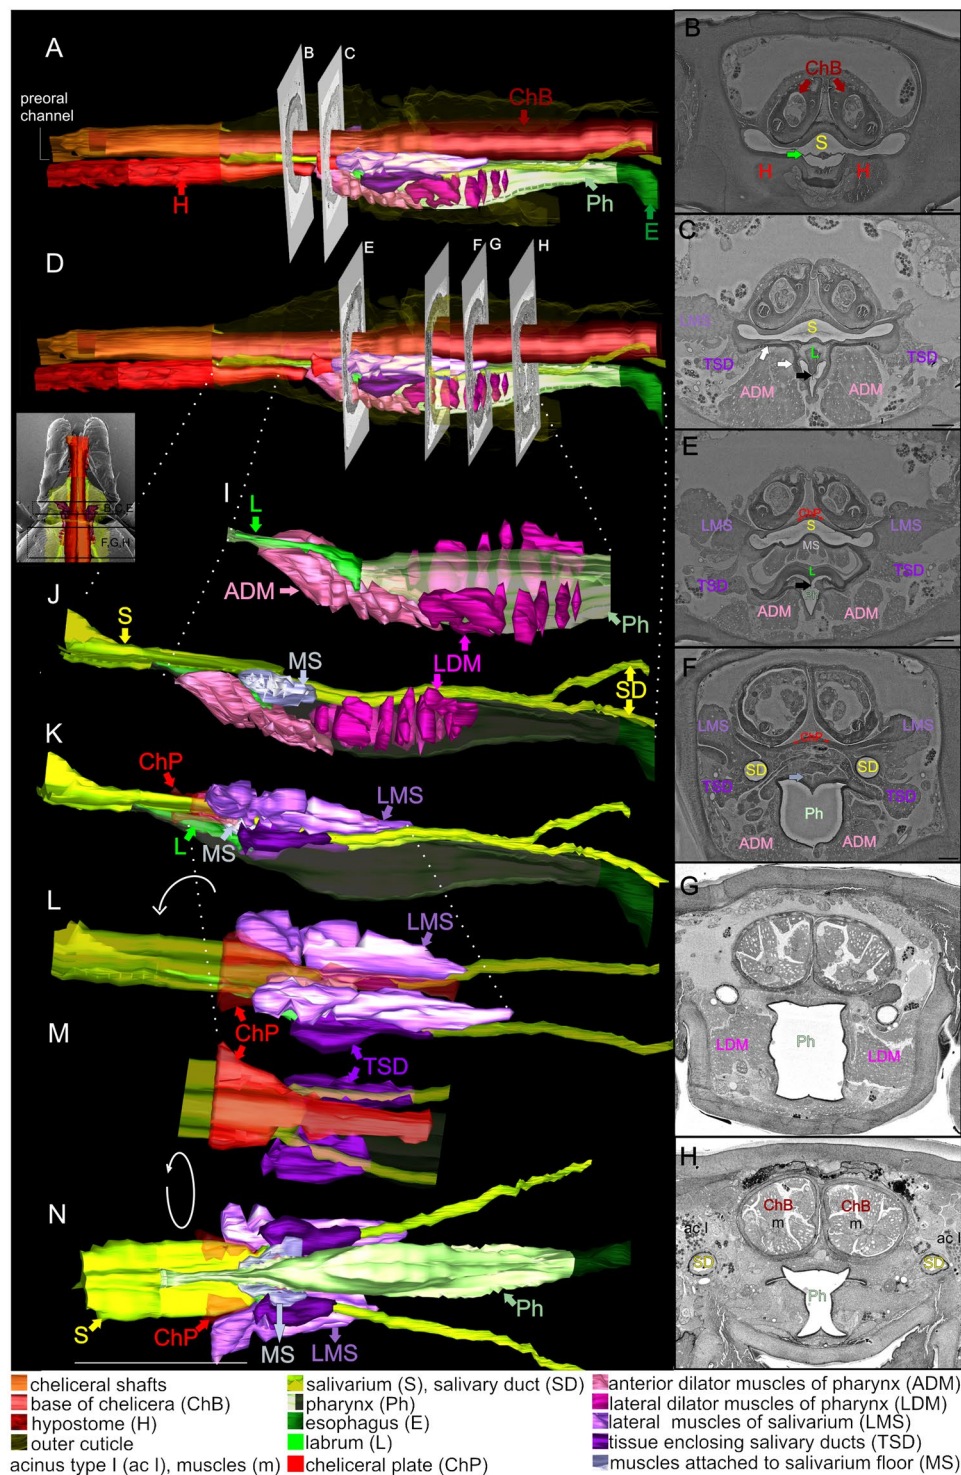 A
B
C
preoral
channel
ChB
H
Ph
E
D
E
F
G
H
B,C,E
F,G,H
I
L
ADM
Ph
LDM
J
S
MS
SD
K
ChP
LMS
L
MS
L
LMS
ChP
M
TSD
N
S
ChP
MS
LMS
Ph
B
ChB
S
H
H
C
LMS
S
L
TSD
TSD
ADM
ADM
E
ChP
S
LMS
LMS
MS
L
TSD
TSD
Ph
ADM
ADM
F
LMS
LMS
ChP
SD
SD
TSD
TSD
Ph
ADM
ADM
G
LDM
Ph
LDM
H
ChB
ChB
m
m
ac I
ac I
SD
SD
Ph
cheliceral shafts
base of chelicera (ChB)
hypostome (H)
outer cuticle
acinus type I (ac I), muscles (m)
salivarium (S), salivary duct (SD)
pharynx (Ph)
esophagus (E)
labrum (L)
cheliceral plate (ChP)
anterior dilator muscles of pharynx (ADM)
lateral dilator muscles of pharynx (LDM)
lateral muscles of salivarium (LMS)
tissue enclosing salivary ducts (TSD)
muscles attached to salivarium floor (MS)